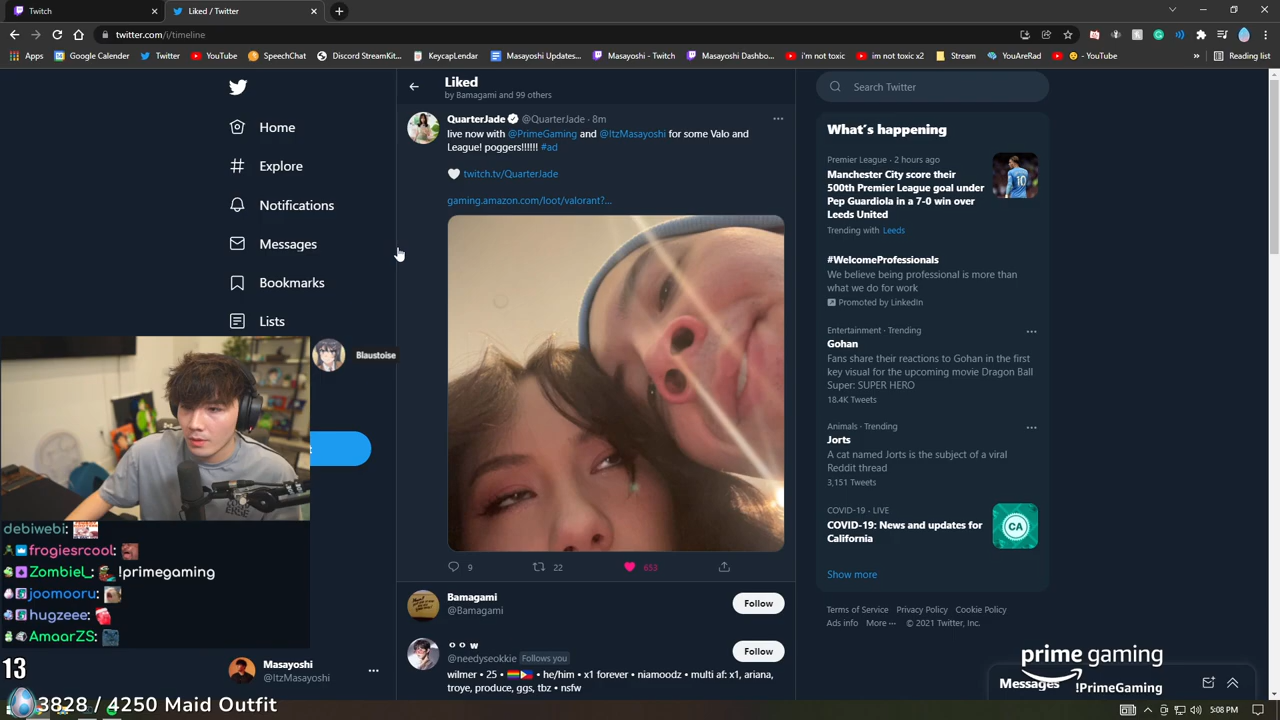 Twitch
Liked / Twitter
twitter.com/i/timeline
Apps
Calendar
Twitter
YouTube
SpeechChat
Discord StreamKit...
KeycapLendar
Masayoshi Updates...
Masayoshi - Twitch
Masayoshi Dashbo...
i'm not toxic
im not toxic x2
Stream
YouAreRad
- YouTube
Reading list
Home
Explore
Notifications
Messages
Bookmarks
Lists
Blaustoise
debiwebi:
frogiesrcool:
Zombiel_: !primegaming
joomooru:
hugzeee:
AmaarZS:
13
Masayoshi
@ItzMasayoshi
3828 / 4250 Maid Outfit
Liked
by Bamagami and 99 others
QuarterJade @QuarterJade · 8m
live now with @PrimeGaming and @ItzMasayoshi for some Valo and
League! poggers!!!!!! #ad
twitch.tv/QuarterJade
gaming.amazon.com/loot/valorant?...
9 22 653
Bamagami
@Bamagami
Follow
o o w
@needyseokkie Follows you
Follow
wilmer • 25 • he/him • x1 forever • niamoodz • multi af: x1, ariana,
troye, produce, ggs, tbz • nsfw
Search Twitter
What's happening
Premier League · 2 hours ago
Manchester City score their
500th Premier League goal under
Pep Guardiola in a 7-0 win over
Leeds United
Trending with Leeds
10
#WelcomeProfessionals
We believe being professional is more than
what we do for work
Promoted by LinkedIn
Entertainment · Trending
Gohan
Fans share their reactions to Gohan in the first
key visual for the upcoming movie Dragon Ball
Super: SUPER HERO
18.4K Tweets
Animals · Trending
Jorts
A cat named Jorts is the subject of a viral
Reddit thread
3,151 Tweets
COVID-19 · LIVE
COVID-19: News and updates for
California
CA
Show more
Terms of Service Privacy Policy Cookie Policy
Ads info More ··· © 2021 Twitter, Inc.
prime gaming
Messages
!PrimeGaming
5:08 PM